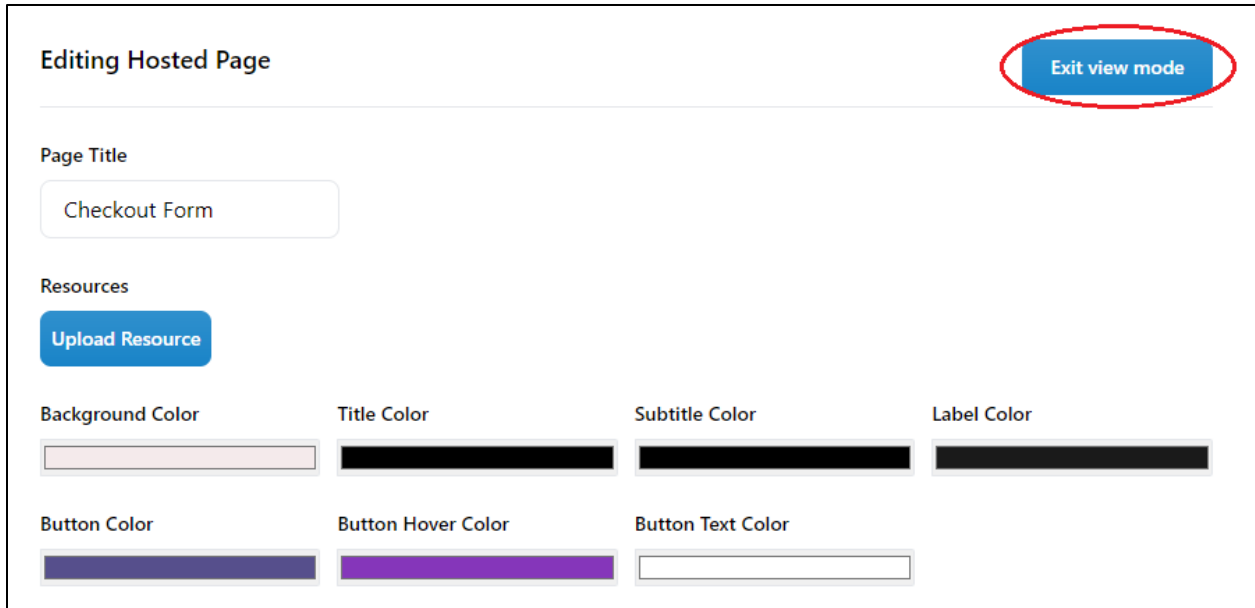 Editing Hosted Page
Exit view mode
Page Title
Checkout Form
Resources
Upload Resource
Background Color Title Color Subtitle Color Label Color
Button Color Button Hover Color Button Text Color